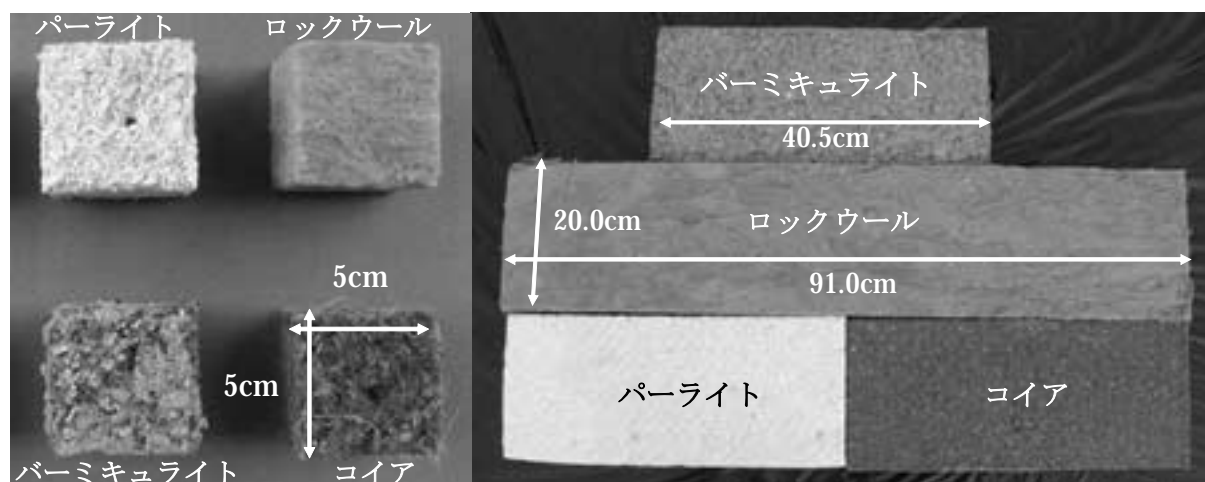 パーライト
ロックウール
5cm
5cm
バーミキュライト
コイア
バーミキュライト
40.5cm
20.0cm
ロックウール
91.0cm
パーライト
コイア